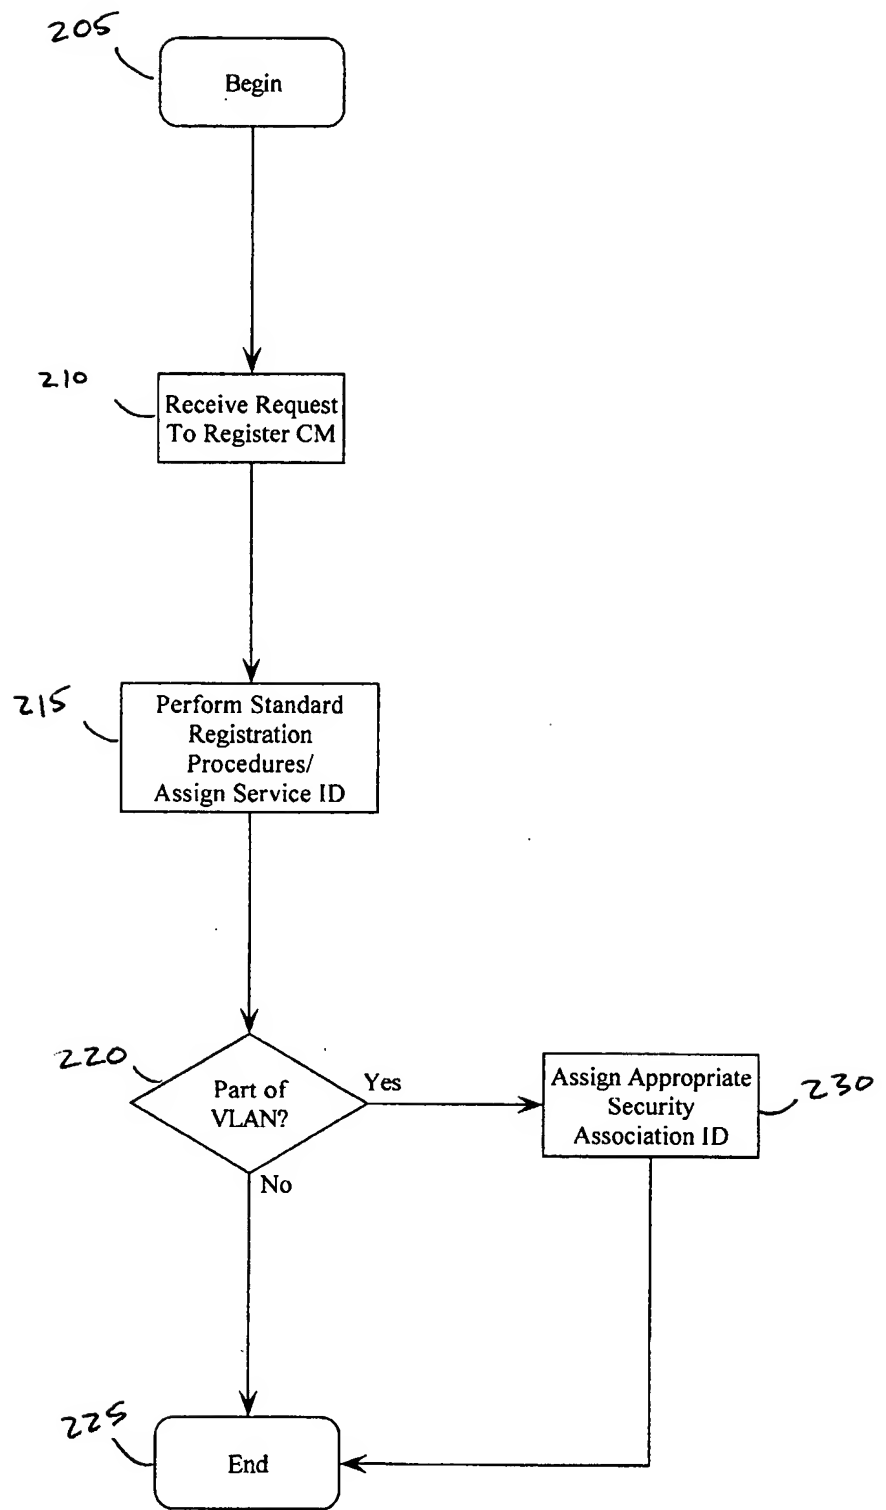 205
Begin
210
Receive Request
To Register CM
215
Perform Standard
Registration
Procedures/
Assign Service ID
220
Part of
VLAN?
Yes
Assign Appropriate
Security
Association ID
230
No
225
End